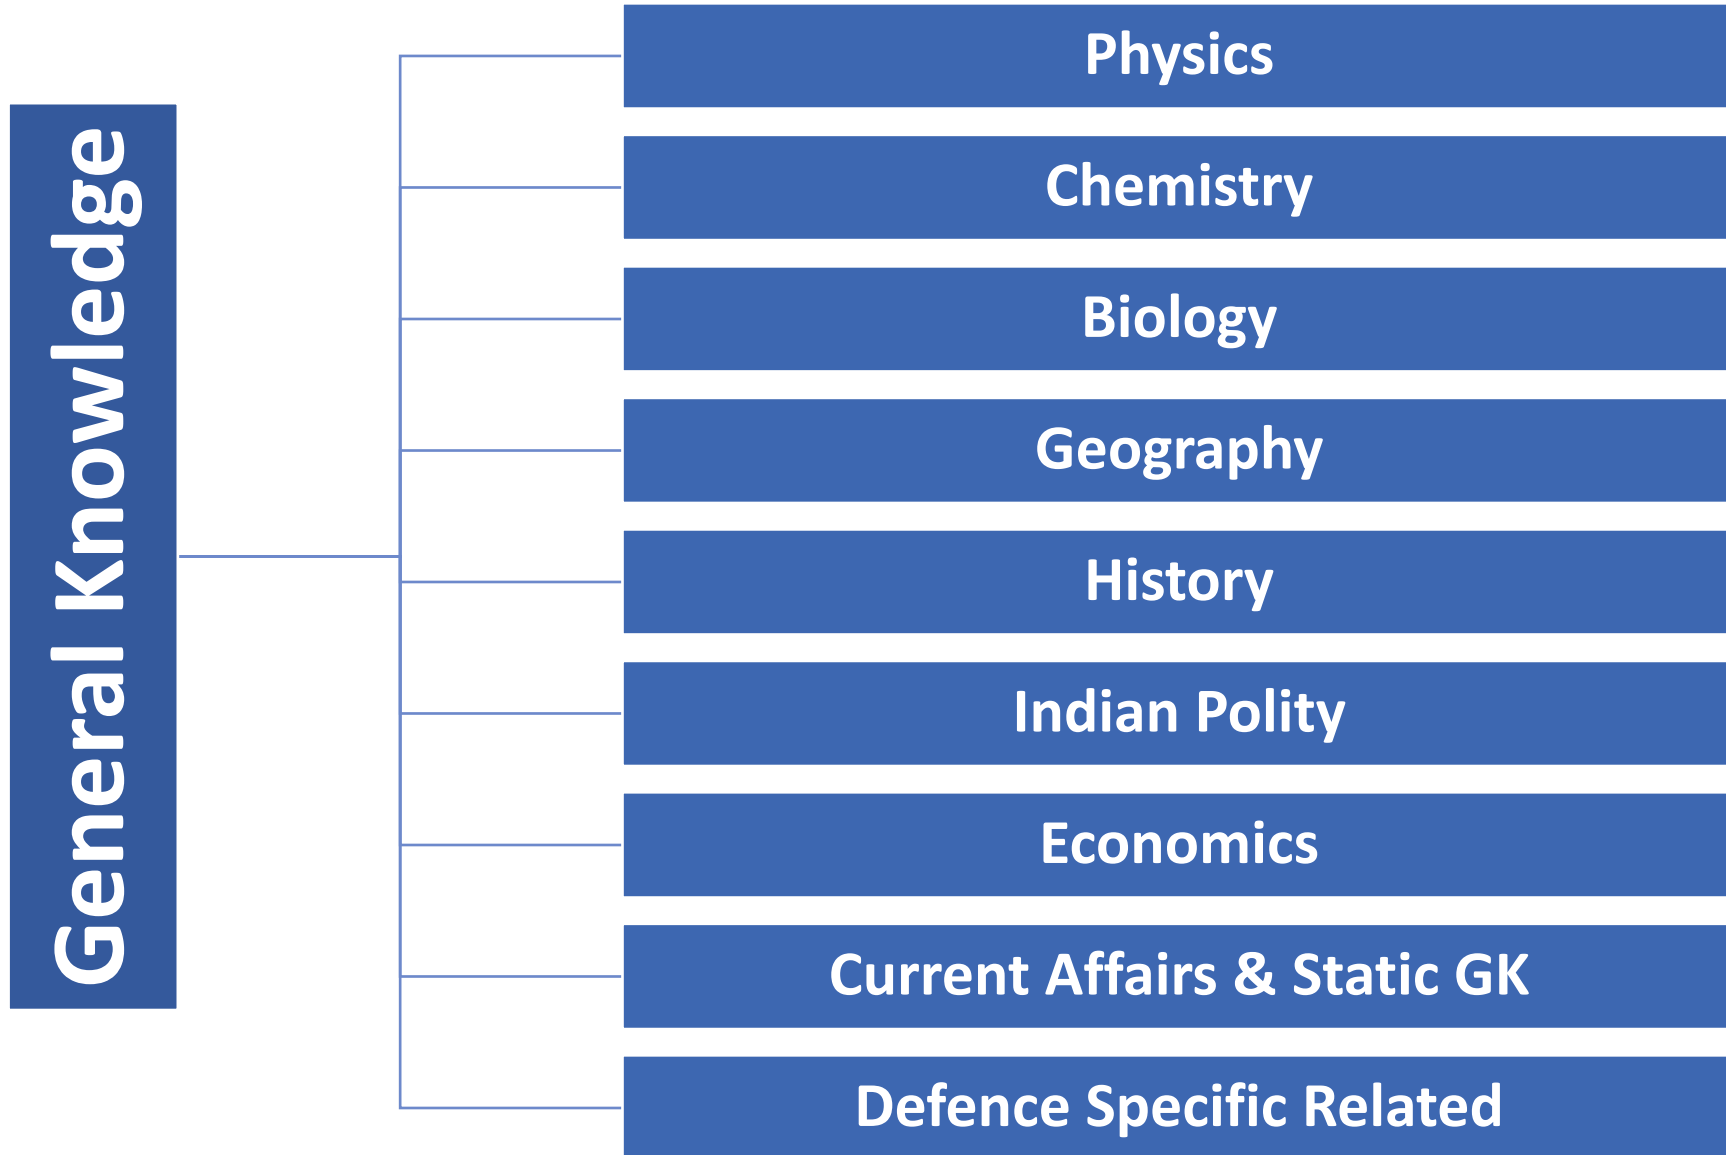 General Knowledge
Physics
Chemistry
Biology
Geography
History
Indian Polity
Economics
Current Affairs & Static GK
Defence Specific Related